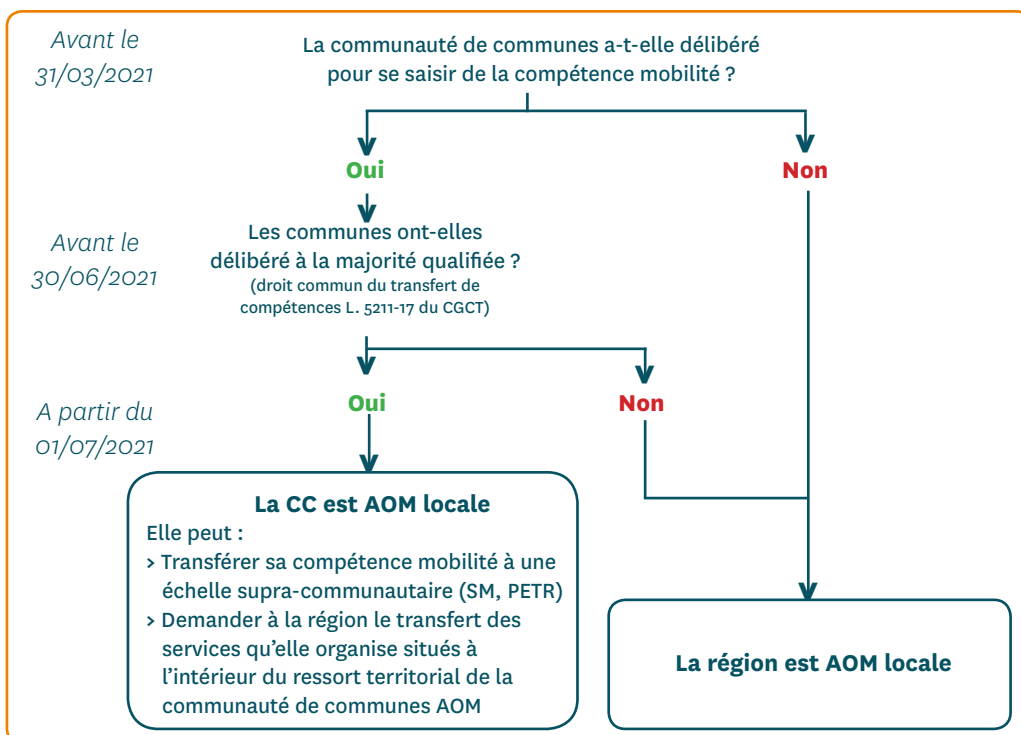 Avant le
31/03/2021
La communauté de communes a-t-elle délibéré
pour se saisir de la compétence mobilité ?
Oui
Non
Avant le
30/06/2021
Les communes ont-elles
délibéré à la majorité qualifiée ?
(droit commun du transfert de
compétences L. 5211-17 du CGCT)
A partir du
01/07/2021
Oui
Non
La CC est AOM locale
Elle peut :
> Transférer sa compétence mobilité à une
échelle supra-communautaire (SM, PETR)
> Demander à la région le transfert des
services qu’elle organise situés à
l’intérieur du ressort territorial de la
communauté de communes AOM
La région est AOM locale